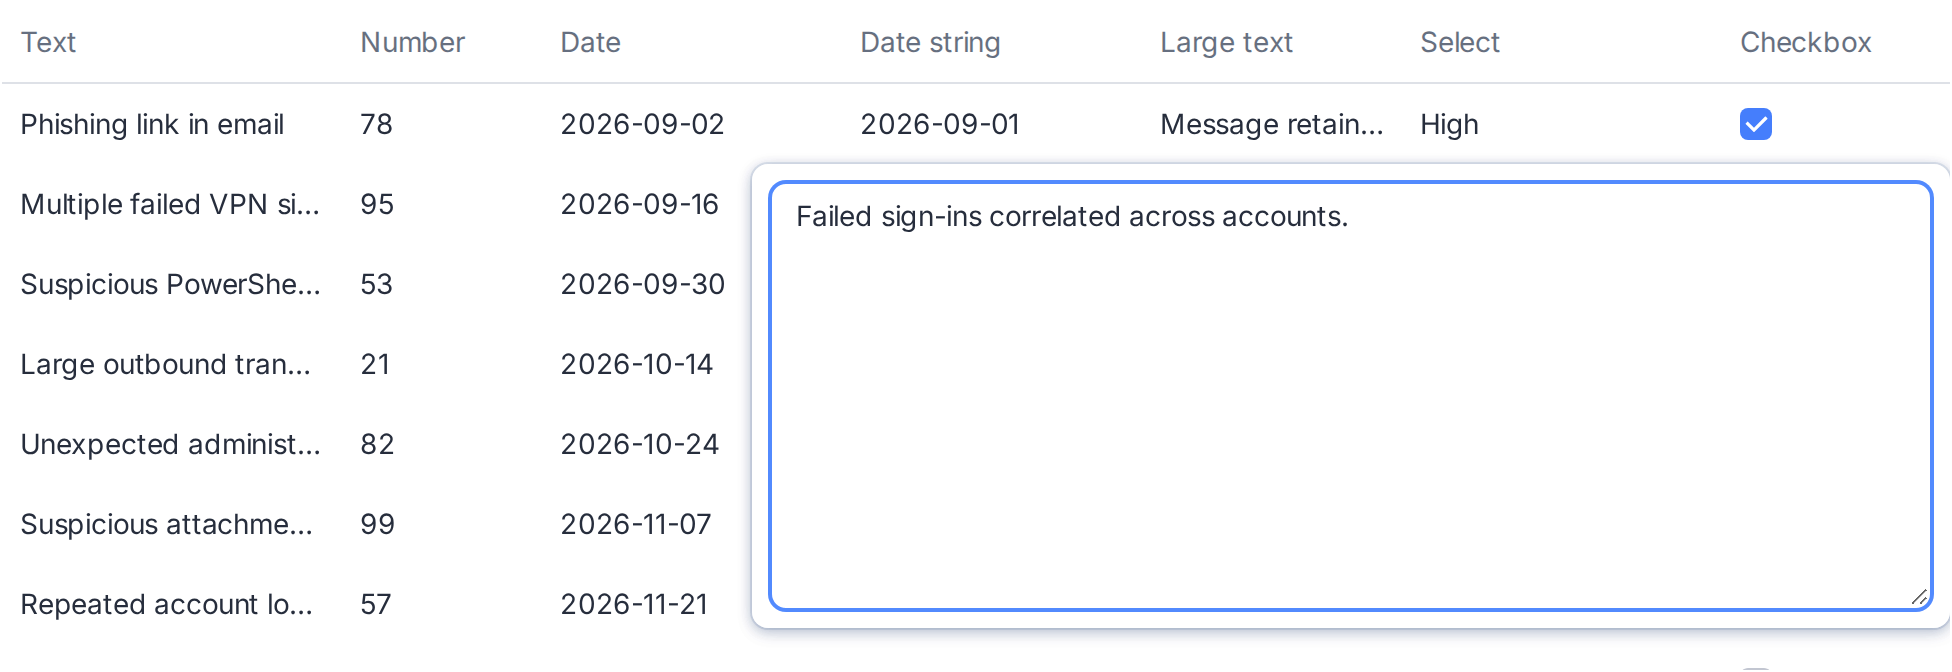 Text Number Date Date string Large text Select Checkbox
Phishing link in email 78 2026-09-02 2026-09-01 Message retain... High
Multiple failed VPN si... 95 2026-09-16
Failed sign-ins correlated across accounts.
Suspicious PowerShe... 53 2026-09-30
Large outbound tran... 21 2026-10-14
Unexpected administ... 82 2026-10-24
Suspicious attachme... 99 2026-11-07
Repeated account lo... 57 2026-11-21